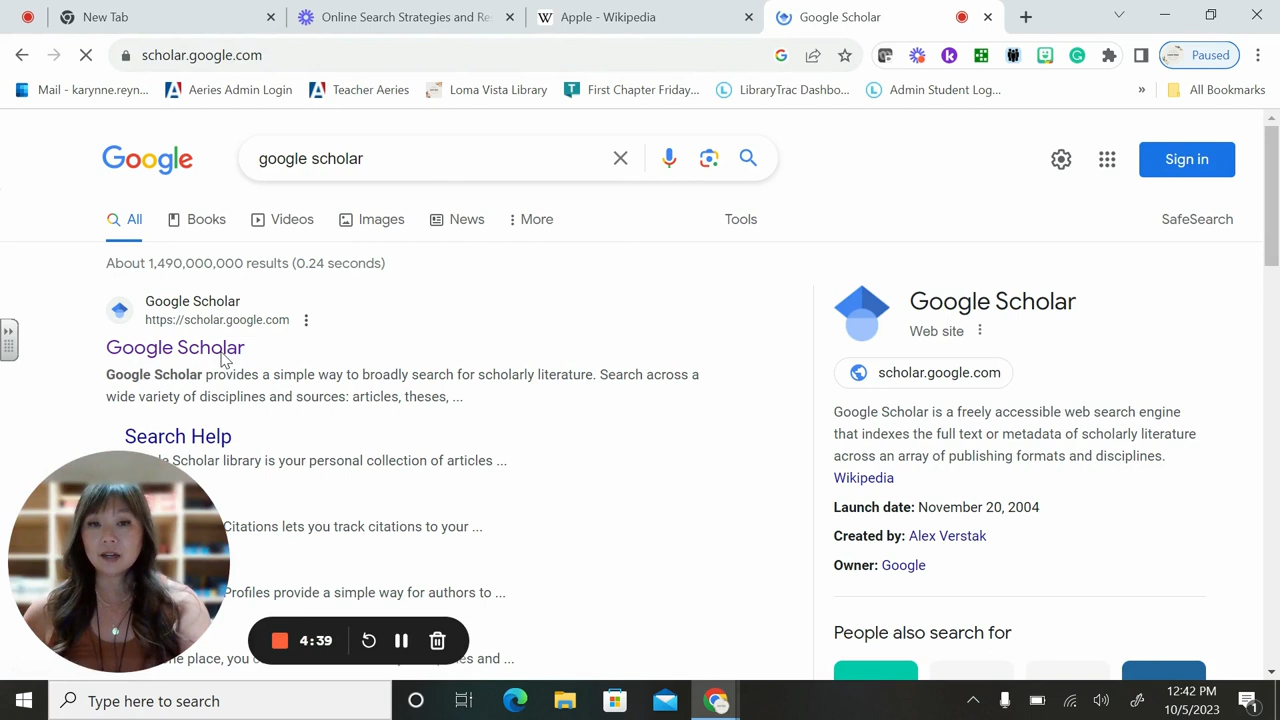 New Tab
Online Search Strategies and Re
Apple - Wikipedia
Google Scholar
scholar.google.com
Paused
Mail - karynne.reyn...
Aeries Admin Login
Teacher Aeries
Loma Vista Library
First Chapter Friday...
LibraryTrac Dashbo...
Admin Student Log...
»
All Bookmarks
Google
google scholar
Sign in
All
Books
Videos
Images
News
More
Tools
SafeSearch
About 1,490,000,000 results (0.24 seconds)
Google Scholar
https://scholar.google.com
Google Scholar
Google Scholar provides a simple way to broadly search for scholarly literature. Search across a
wide variety of disciplines and sources: articles, theses, ...
Search Help
Scholar library is your personal collection of articles ...
Citations lets you track citations to your ...
Profiles provide a simple way for authors to ...
place, you
and ...
Google Scholar
Web site
scholar.google.com
Google Scholar is a freely accessible web search engine
that indexes the full text or metadata of scholarly literature
across an array of publishing formats and disciplines.
Wikipedia
Launch date: November 20, 2004
Created by: Alex Verstak
Owner: Google
People also search for
4:39
Type here to search
12:42 PM
10/5/2023
1